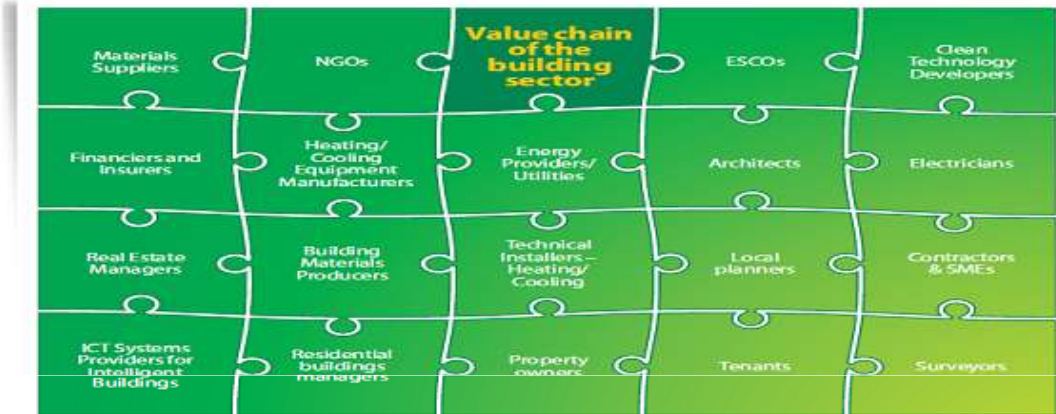 Materials
Suppliers
NGOs
Value chain
of the
building
sector
ESCOs
Clean
Technology
Developers
Financiers and
Insurers
Heating/
Cooling
Equipment
Manufacturers
Energy
Providers/
Utilities
Architects
Electricians
Real Estate
Managers
Building
Materials
Producers
Technical
Installers –
Heating/
Cooling
Local
planners
Contractors
& SMEs
ICT Systems
Providers for
Intelligent
Buildings
Residential
buildings
managers
Property
owners
Tenants
Surveyors